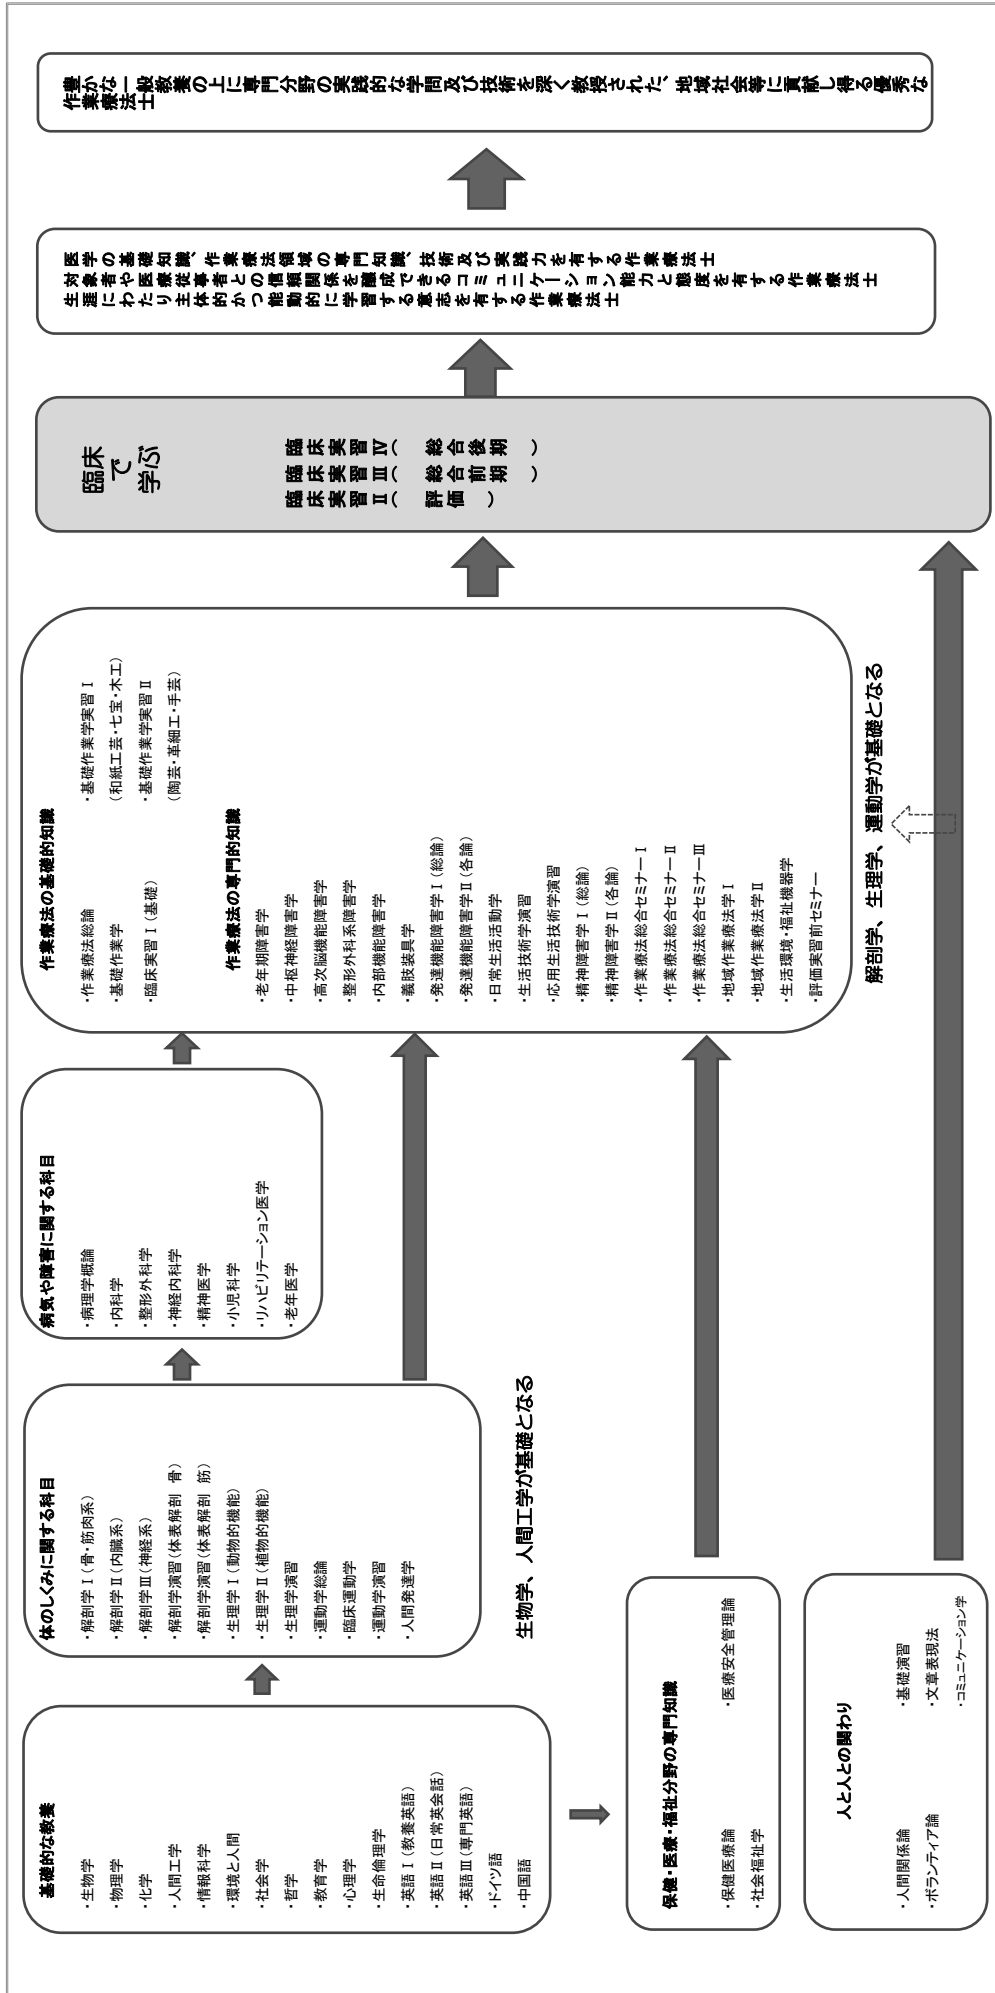 基礎的な教養
・生物学
・物理学
・化学
・人間工学
・情報科学
・環境と人間
・社会学
・哲学
・教育学
・心理学
・生命倫理学
・英語Ⅰ(教養英語)
・英語Ⅱ(日常英会話)
・英語Ⅲ(専門英語)
・ドイツ語
・中国語
保健・医療・福祉分野の専門知識
・保健医療論
・社会福祉学
・医療安全管理論
人と人との関わり
・人間関係論
・ボランティア論
・基礎演習
・文章表現法
・コミュニケーション学
体のしくみに関する科目
・解剖学Ⅰ(骨・筋肉系)
・解剖学Ⅱ(内臓系)
・解剖学Ⅲ(神経系)
・解剖学演習(体表解剖 骨)
・解剖学演習(体表解剖 筋)
・生理学Ⅰ(動物的機能)
・生理学Ⅱ(植物的機能)
・生理学演習
・運動学総論
・臨床運動学
・運動学演習
・人間発達学
生物学、人間工学が基礎となる
病気や障害に関する科目
・病理学概論
・内科学
・整形外科学
・神経内科学
・精神医学
・小児科学
・リハビリテーション医学
・老年医学
作業療法の基礎的知識
・作業療法総論
・基礎作業学
・臨床実習Ⅰ(基礎)
・基礎作業学実習Ⅰ
(和紙工芸・七宝・木工)
・基礎作業学実習Ⅱ
(陶芸・革細工・手芸)
作業療法の専門的知識
・老年期障害学
・中枢神経障害学
・高次脳機能障害学
・整形外科系障害学
・内部機能障害学
・義肢装具学
・発達機能障害学Ⅰ(総論)
・発達機能障害学Ⅱ(各論)
・日常生活活動学
・生活技術学演習
・応用生活技術学演習
・精神障害学Ⅰ(総論)
・精神障害学Ⅱ(各論)
・作業療法総合セミナーⅠ
・作業療法総合セミナーⅡ
・作業療法総合セミナーⅢ
・地域作業療法学Ⅰ
・地域作業療法学Ⅱ
・生活環境・福祉機器学
・評価実習前セミナー
解剖学、生理学、運動学が基礎となる
臨床
で
学ぶ
臨床実習Ⅳ(総合後期)
臨床実習Ⅲ(総合前期)
臨床実習Ⅱ(評価)
医学の基礎知識、作業療法領域の専門知識、技術及び実践力を有する作業療法士
対象者や医療従事者との信頼関係を醸成できるコミュニケーション能力と態度を有する作業療法士
生涯にわたり主体的かつ能動的に学習する意志を有する作業療法士
豊かな一般教養の上に専門分野の実践的な学問及び技術を深く教授された、地域社会等に貢献し得る優秀な
作業療法士